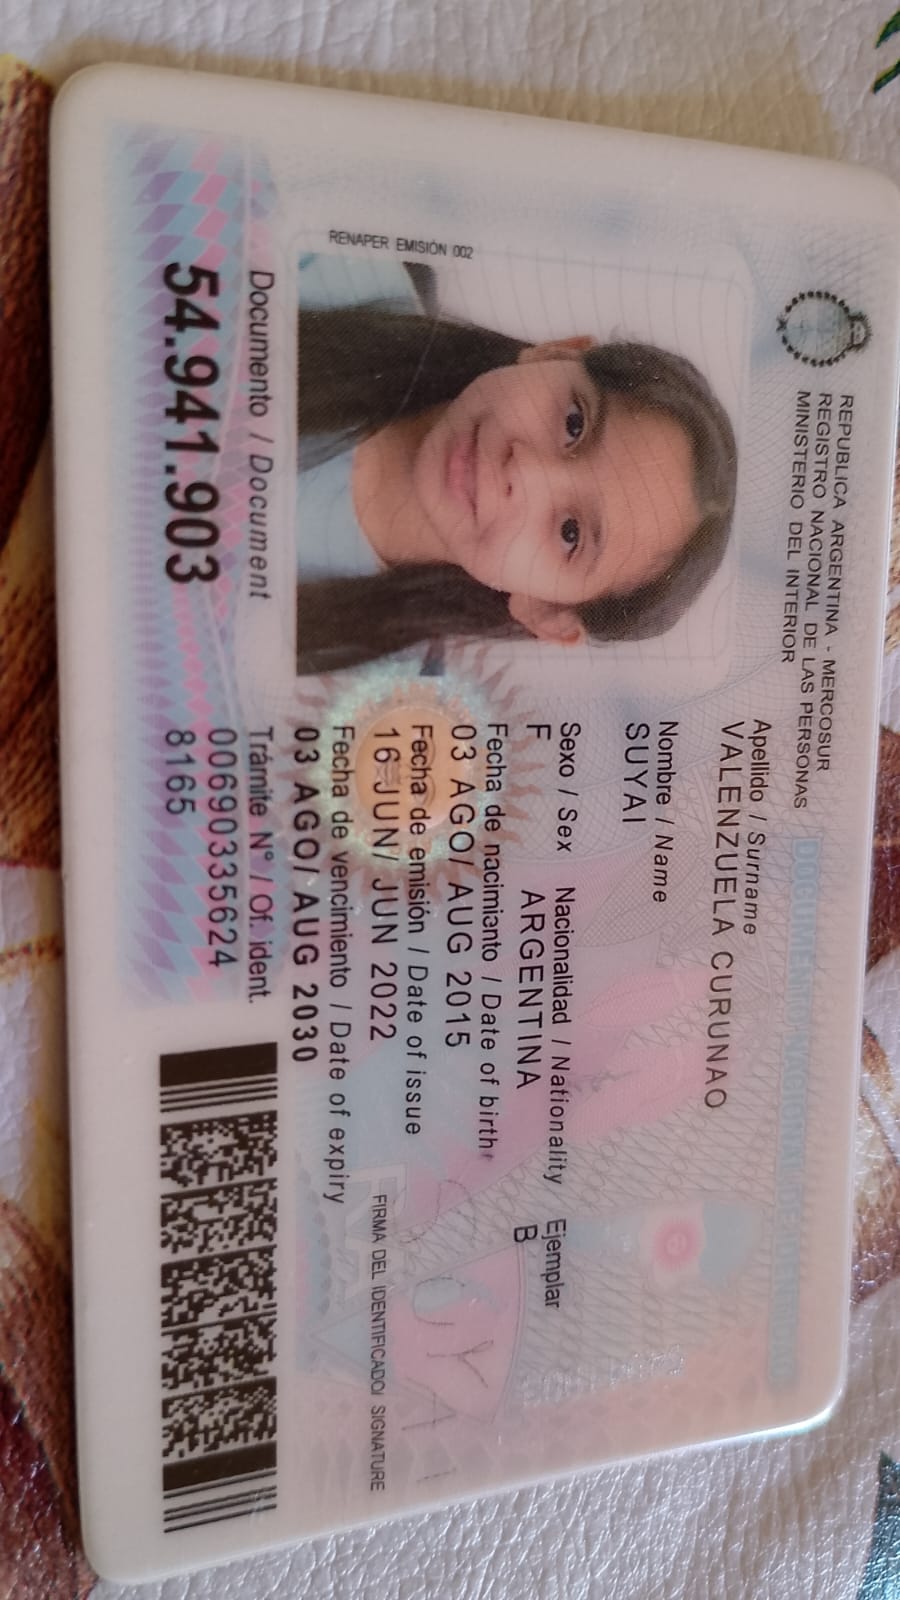 REPUBLICA ARGENTINA - MERCOSUR
REGISTRO NACIONAL DE LAS PERSONAS
MINISTERIO DEL INTERIOR
DOCUMENTO NACIONAL DE IDENTIDAD
Apellido / Surname
VALENZUELA CURUNAO
Nombre / Name
SUYAI
Sexo / Sex Nacionalidad / Nationality Ejemplar
F ARGENTINA B
Fecha de nacimiento / Date of birth
03 AGO/ AUG 2015
Fecha de emisión / Date of issue
16 JUN/ JUN 2022
FIRMA DEL IDENTIFICADO/ SIGNATURE
Fecha de vencimiento / Date of expiry
03 AGO/ AUG 2030
RENAPER EMISIÓN 002
Documento / Document
54.941.903
Trámite N° / Of. ident.
00690335624
8165